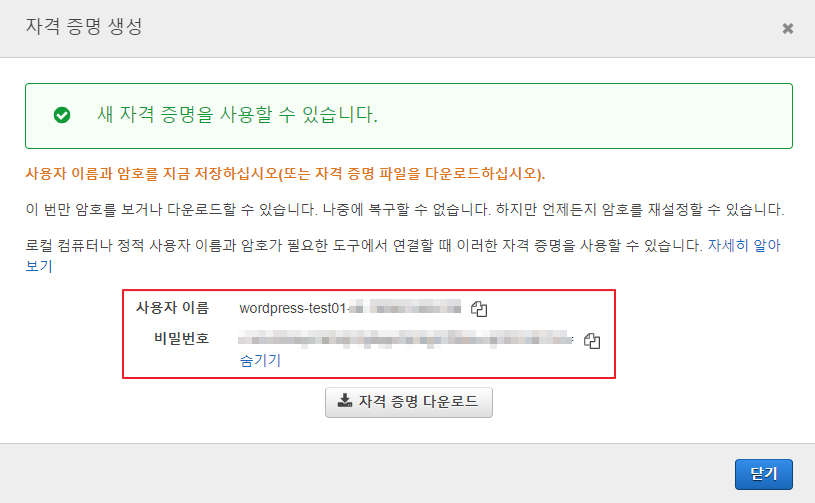 자격 증명 생성
새 자격 증명을 사용할 수 있습니다.
사용자 이름과 암호를 지금 저장하십시오(또는 자격 증명 파일을 다운로드하십시오).
이 번만 암호를 보거나 다운로드할 수 있습니다. 나중에 복구할 수 없습니다. 하지만 언제든지 암호를 재설정할 수 있습니다.
로컬 컴퓨터나 정적 사용자 이름과 암호가 필요한 도구에서 연결할 때 이러한 자격 증명을 사용할 수 있습니다. 자세히 알아
보기
사용자 이름 wordpress-test01-
비밀번호
숨기기
자격 증명 다운로드
닫기